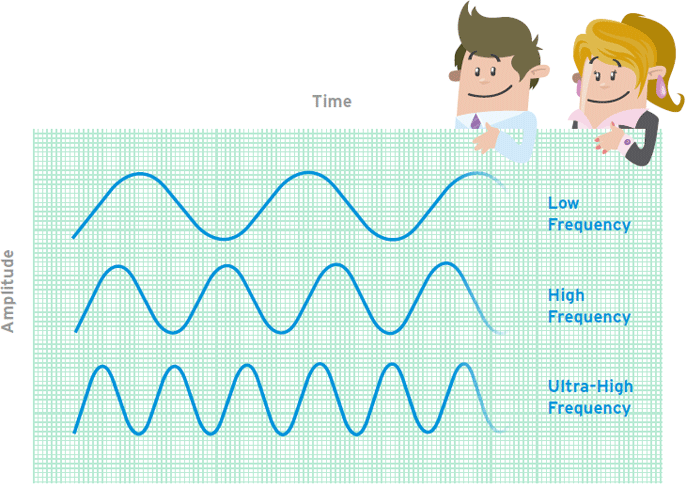 Time
Amplitude
Low
Frequency
High
Frequency
Ultra-High
Frequency